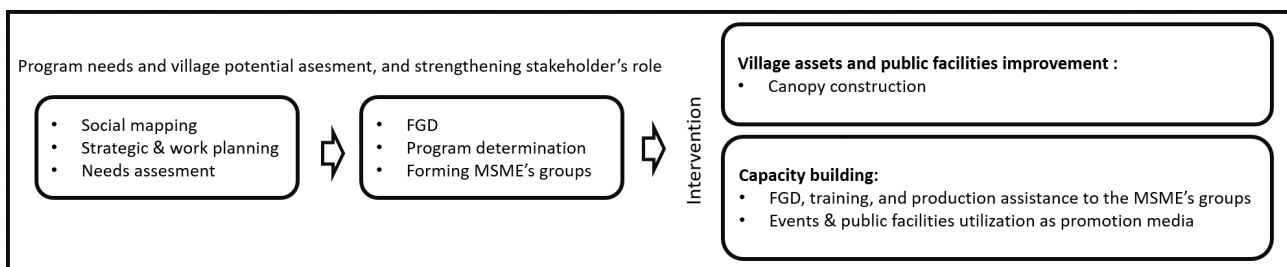 Program needs and village potential asesment, and strengthening stakeholder's role
• Social mapping
• Strategic & work planning
• Needs assesment
• FGD
• Program determination
• Forming MSME's groups
Intervention
Village assets and public facilities improvement :
• Canopy construction
Capacity building:
• FGD, training, and production assistance to the MSME's groups
• Events & public facilities utilization as promotion media